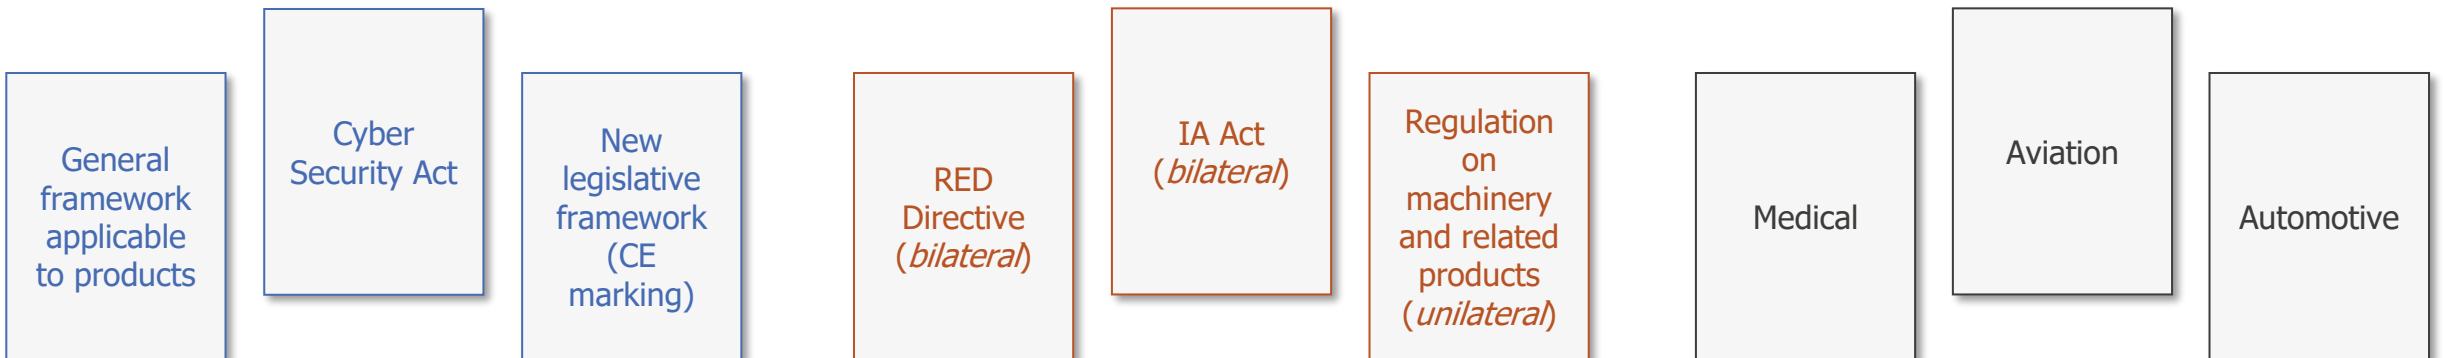 General
framework
applicable
to products
Cyber
Security Act
New
legislative
framework
(CE
marking)
RED
Directive
(bilateral)
IA Act
(bilateral)
Regulation
on
machinery
and related
products
(unilateral)
Medical
Aviation
Automotive